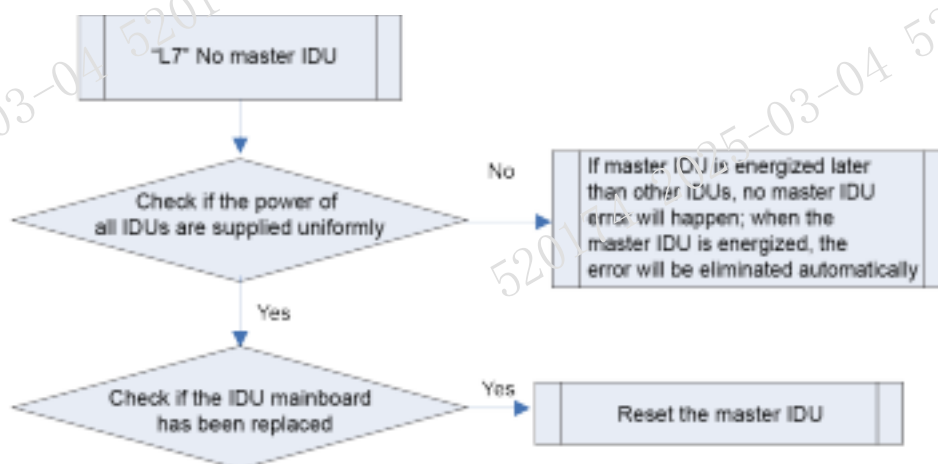 "L7" No master IDU
Check if the power of
all IDUs are supplied uniformly
No
If master IDU is energized later
than other IDUs, no master IDU
error will happen; when the
master IDU is energized, the
error will be eliminated automatically
Yes
Check if the IDU mainboard
has been replaced
Yes
Reset the master IDU